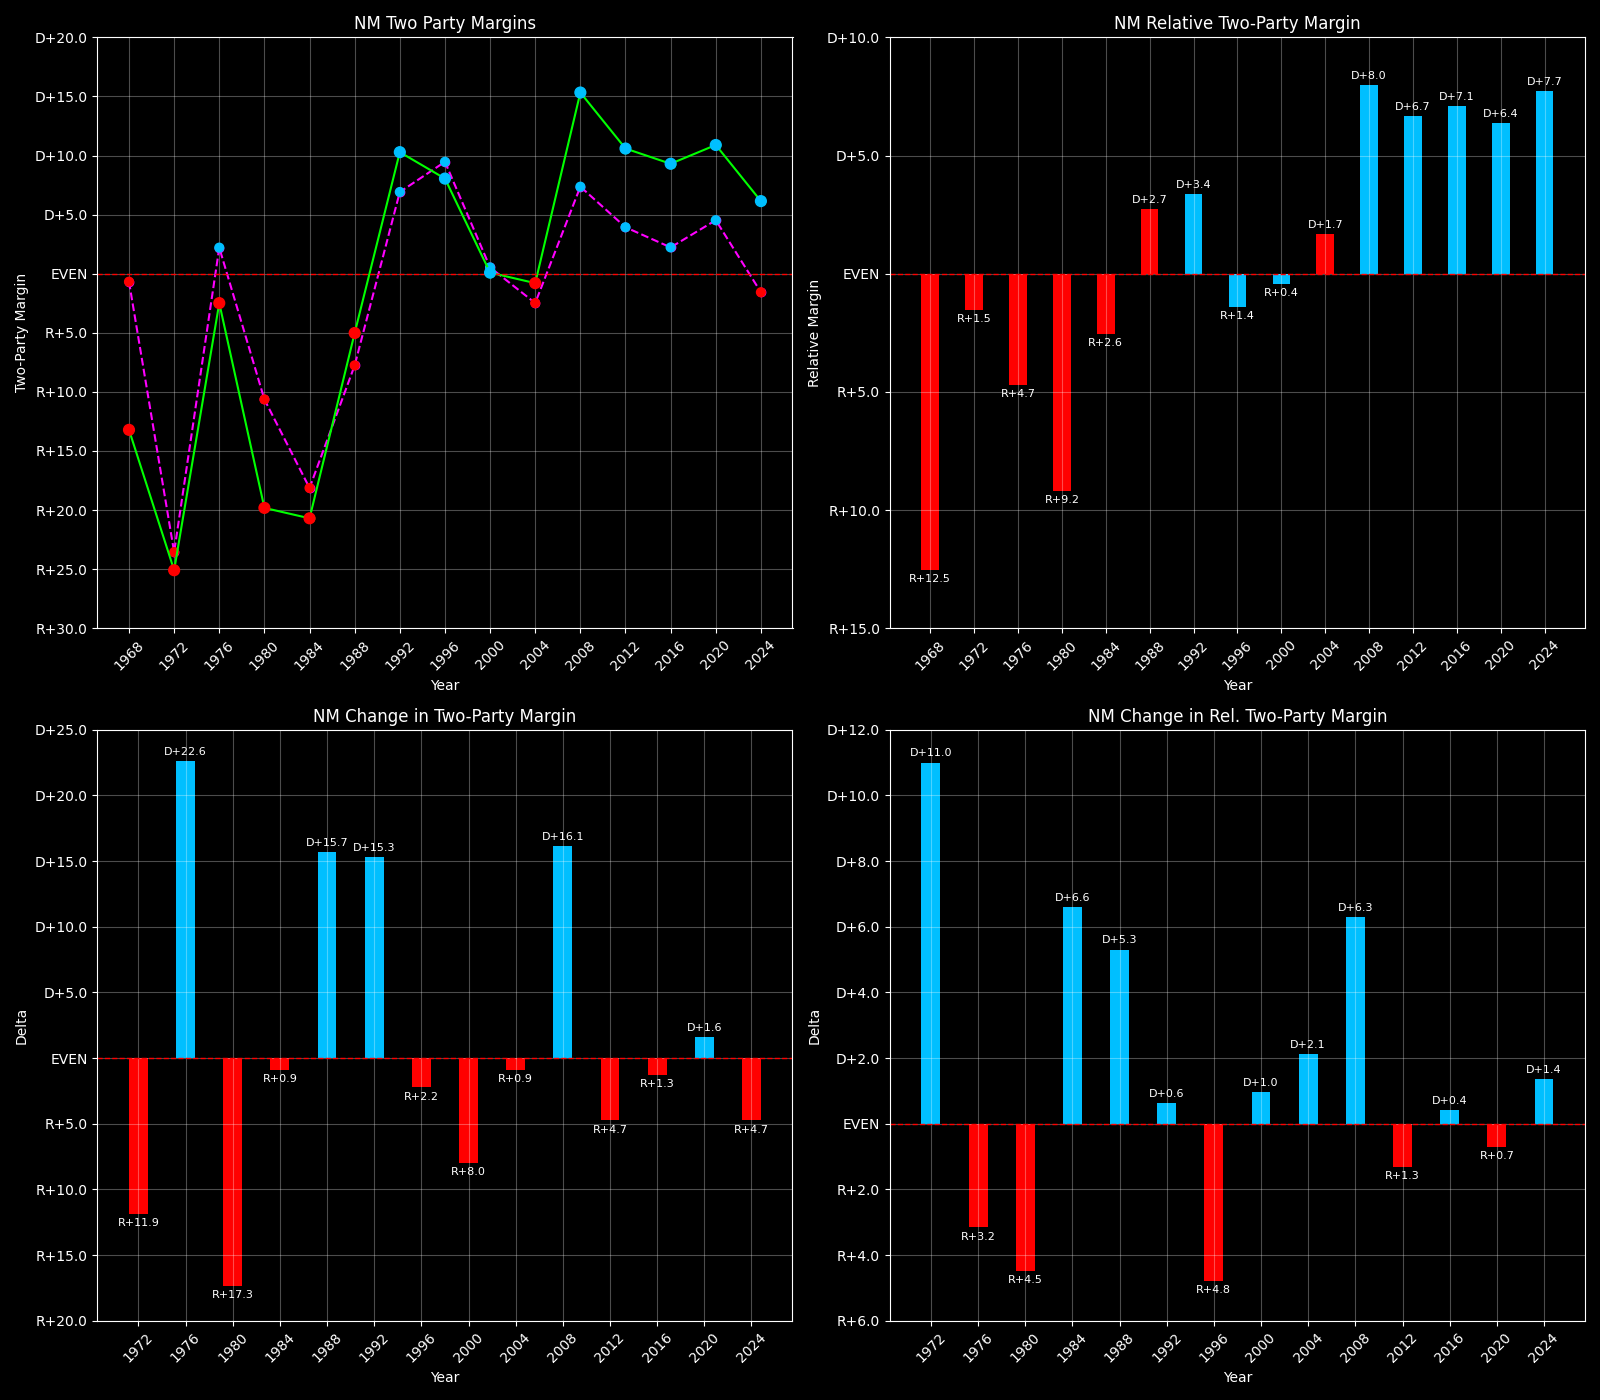 NM Two Party Margins
D+20.0
D+15.0
D+10.0
D+5.0
EVEN
R+5.0
R+10.0
R+15.0
R+20.0
R+25.0
R+30.0
Two-Party Margin
1968 1972 1976 1980 1984 1988 1992 1996 2000 2004 2008 2012 2016 2020 2024
Year
NM Relative Two-Party Margin
D+10.0
D+5.0
EVEN
R+5.0
R+10.0
R+15.0
Relative Margin
R+12.5 R+1.5 R+4.7 R+9.2 R+2.6 D+2.7 D+3.4 R+1.4 R+0.4 D+1.7 D+8.0 D+6.7 D+7.1 D+6.4 D+7.7
1968 1972 1976 1980 1984 1988 1992 1996 2000 2004 2008 2012 2016 2020 2024
Year
NM Change in Two-Party Margin
D+25.0
D+20.0
D+15.0
D+10.0
D+5.0
EVEN
R+5.0
R+10.0
R+15.0
R+20.0
Delta
R+11.9 D+22.6 R+17.3 R+0.9 D+15.7 D+15.3 R+2.2 R+8.0 R+0.9 D+16.1 R+4.7 R+1.3 D+1.6 R+4.7
1972 1976 1980 1984 1988 1992 1996 2000 2004 2008 2012 2016 2020 2024
Year
NM Change in Rel. Two-Party Margin
D+12.0
D+10.0
D+8.0
D+6.0
D+4.0
D+2.0
EVEN
R+2.0
R+4.0
R+6.0
Delta
D+11.0 R+3.2 R+4.5 D+6.6 D+5.3 D+0.6 R+4.8 D+1.0 D+2.1 D+6.3 R+1.3 D+0.4 R+0.7 D+1.4
1972 1976 1980 1984 1988 1992 1996 2000 2004 2008 2012 2016 2020 2024
Year